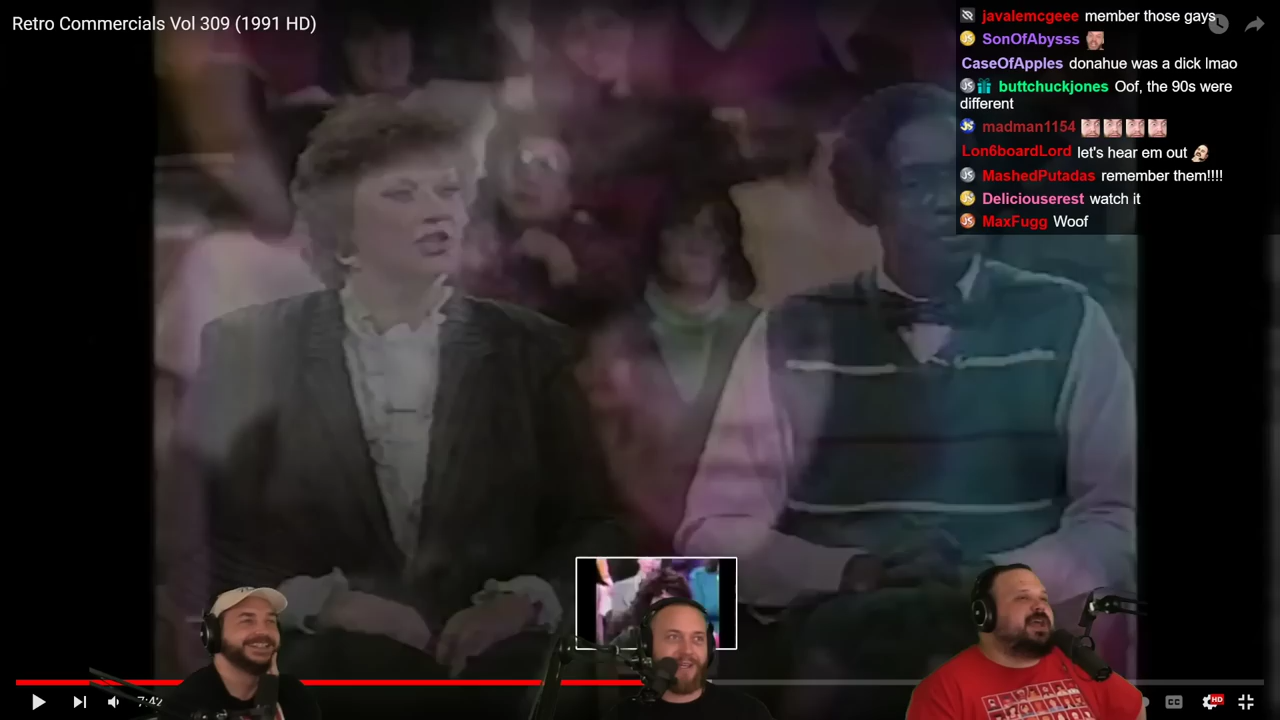 Retro Commercials Vol 309 (1991 HD)
javalemcgeee member those gays
SonOfAbysss
CaseOfApples donahue was a dick lmao
buttchuckjones Oof, the 90s were
different
madman1154
Lon6boardLord let's hear em out
MashedPutadas remember them!!!!
Deliciouserest watch it
MaxFugg Woof
7:42
CC
HD